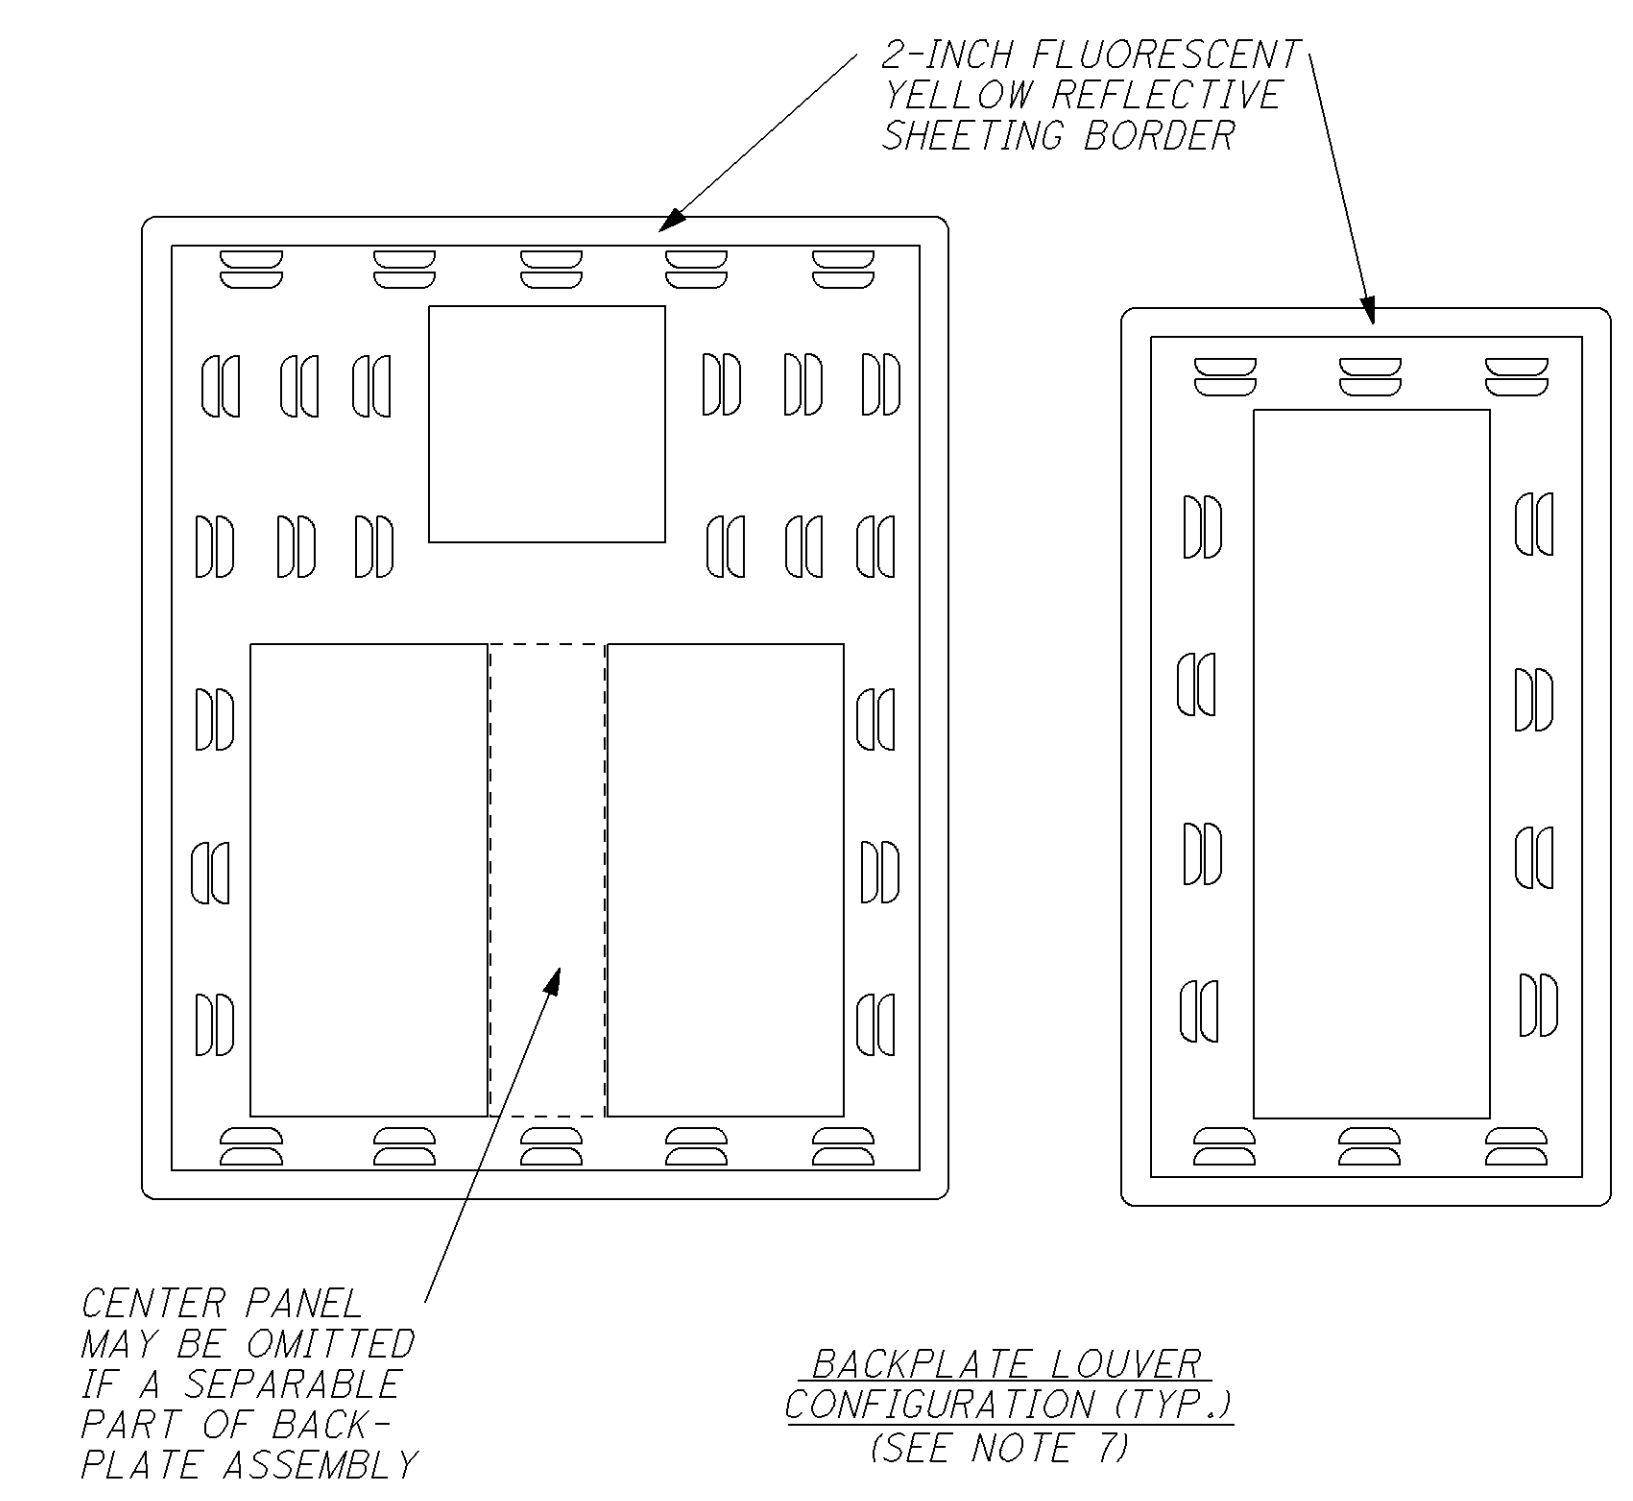 2-INCH FLUORESCENT
YELLOW REFLECTIVE
SHEETING BORDER
CENTER PANEL
MAY BE OMITTED
IF A SEPARABLE
PART OF BACK-
PLATE ASSEMBLY
BACKPLATE LOUVER
CONFIGURATION (TYP.)
(SEE NOTE 7)